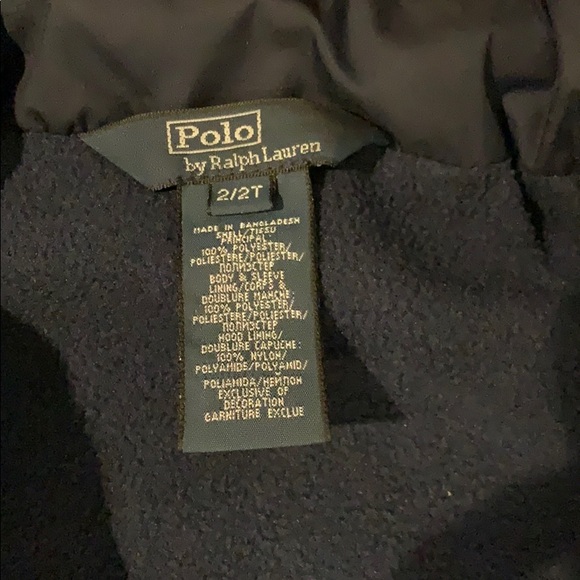 Polo
by Ralph Lauren
2/2T
MADE IN BANGLADESH
SHELL/TISSU
PRINCIPAL:
100% POLYESTER/
POLIESTERE/POLIESTER/
ПОЛИЭСТЕР
BODY & SLEEVE
LINING/CORPS &
DOUBLURE MANCHE:
100% POLYESTER/
POLIESTERE/POLIESTER/
ПОЛИЭСТЕР
HOOD LINING/
DOUBLURE CAPUCHE:
100% NYLON/
POLYAMIDE/POLYAMID/
POLIAMIDA/НЕЙЛОН
EXCLUSIVE OF
DECORATION
GARNITURE EXCLUE